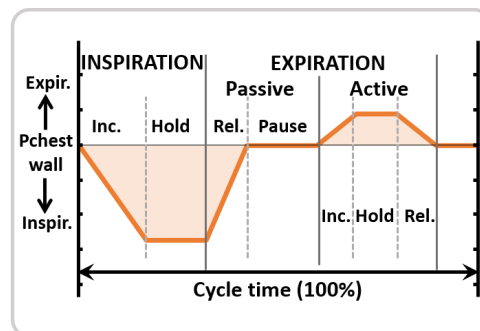 INSPIRATION EXPIRATION
Expir. Passive Active
Inc. Hold Rel. Pause
Pchest
wall
Inspir. Inc. Hold Rel.
Cycle time (100%)